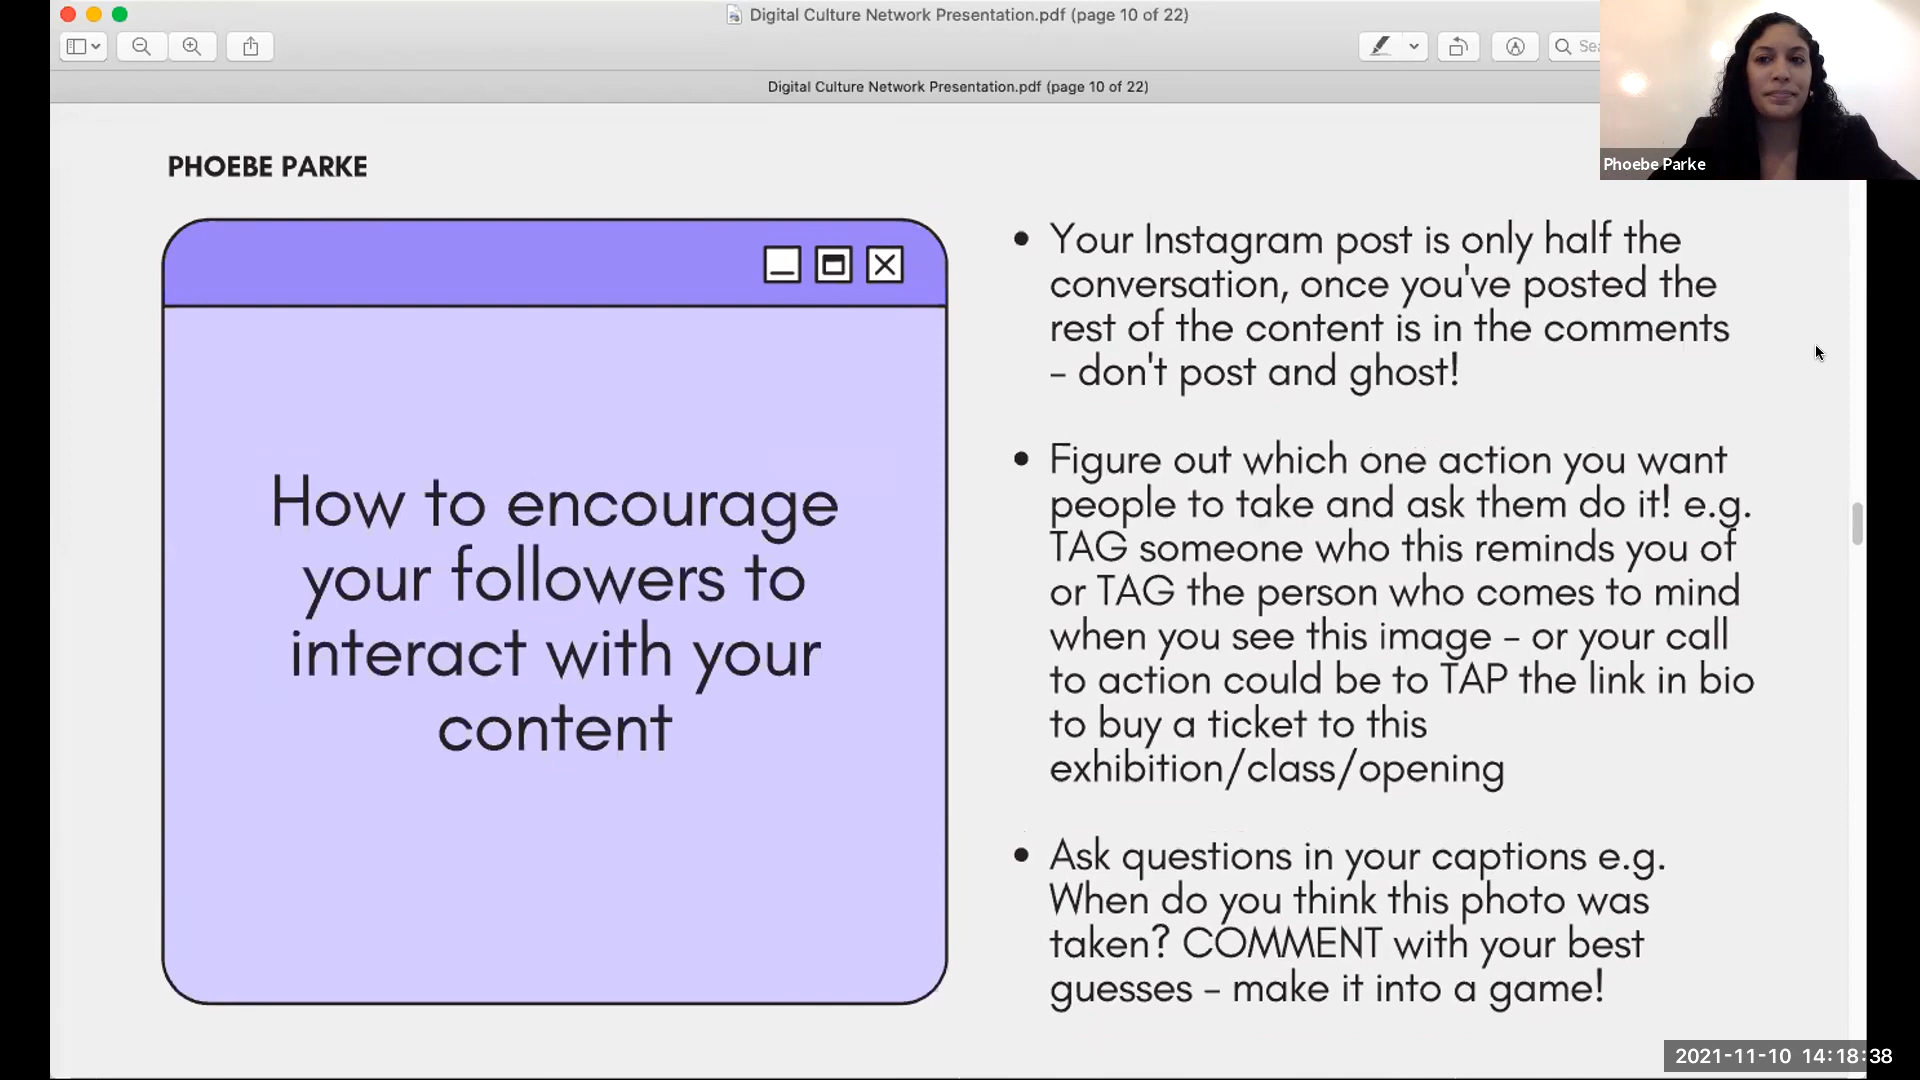 Digital Culture Network Presentation.pdf (page 10 of 22)
Digital Culture Network Presentation.pdf (page 10 of 22)
Phoebe Parke
PHOEBE PARKE
How to encourage
your followers to
interact with your
content
• Your Instagram post is only half the
conversation, once you've posted the
rest of the content is in the comments
- don't post and ghost!
• Figure out which one action you want
people to take and ask them do it! e.g.
TAG someone who this reminds you of
or TAG the person who comes to mind
when you see this image - or your call
to action could be to TAP the link in bio
to buy a ticket to this
exhibition/class/opening
• Ask questions in your captions e.g.
When do you think this photo was
taken? COMMENT with your best
guesses - make it into a game!
2021-11-10 14:18:38